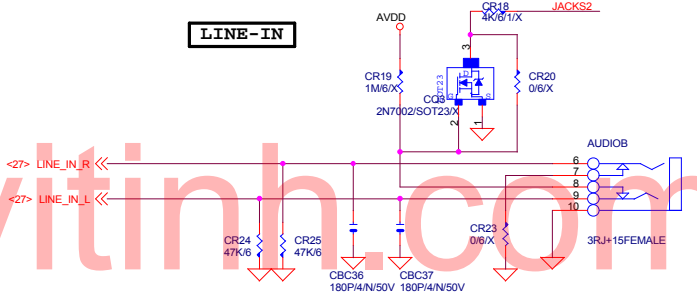 LINE-IN
AVDD
CR18
4K/6/1/X
JACKS2
3
CR19
1M/6/X
SOT23
D
G
S
CQ3
2N7002/SOT23/X
CR20
0/6/X
2
1
AUDIOB
<27> LINE_IN_R
6
7
8
<27> LINE_IN_L
9
10
vitinh.com
CR24
47K/6
CR25
47K/6
CR23
0/6/X
3RJ+15FEMALE
CBC36
180P/4/N/50V
CBC37
180P/4/N/50V